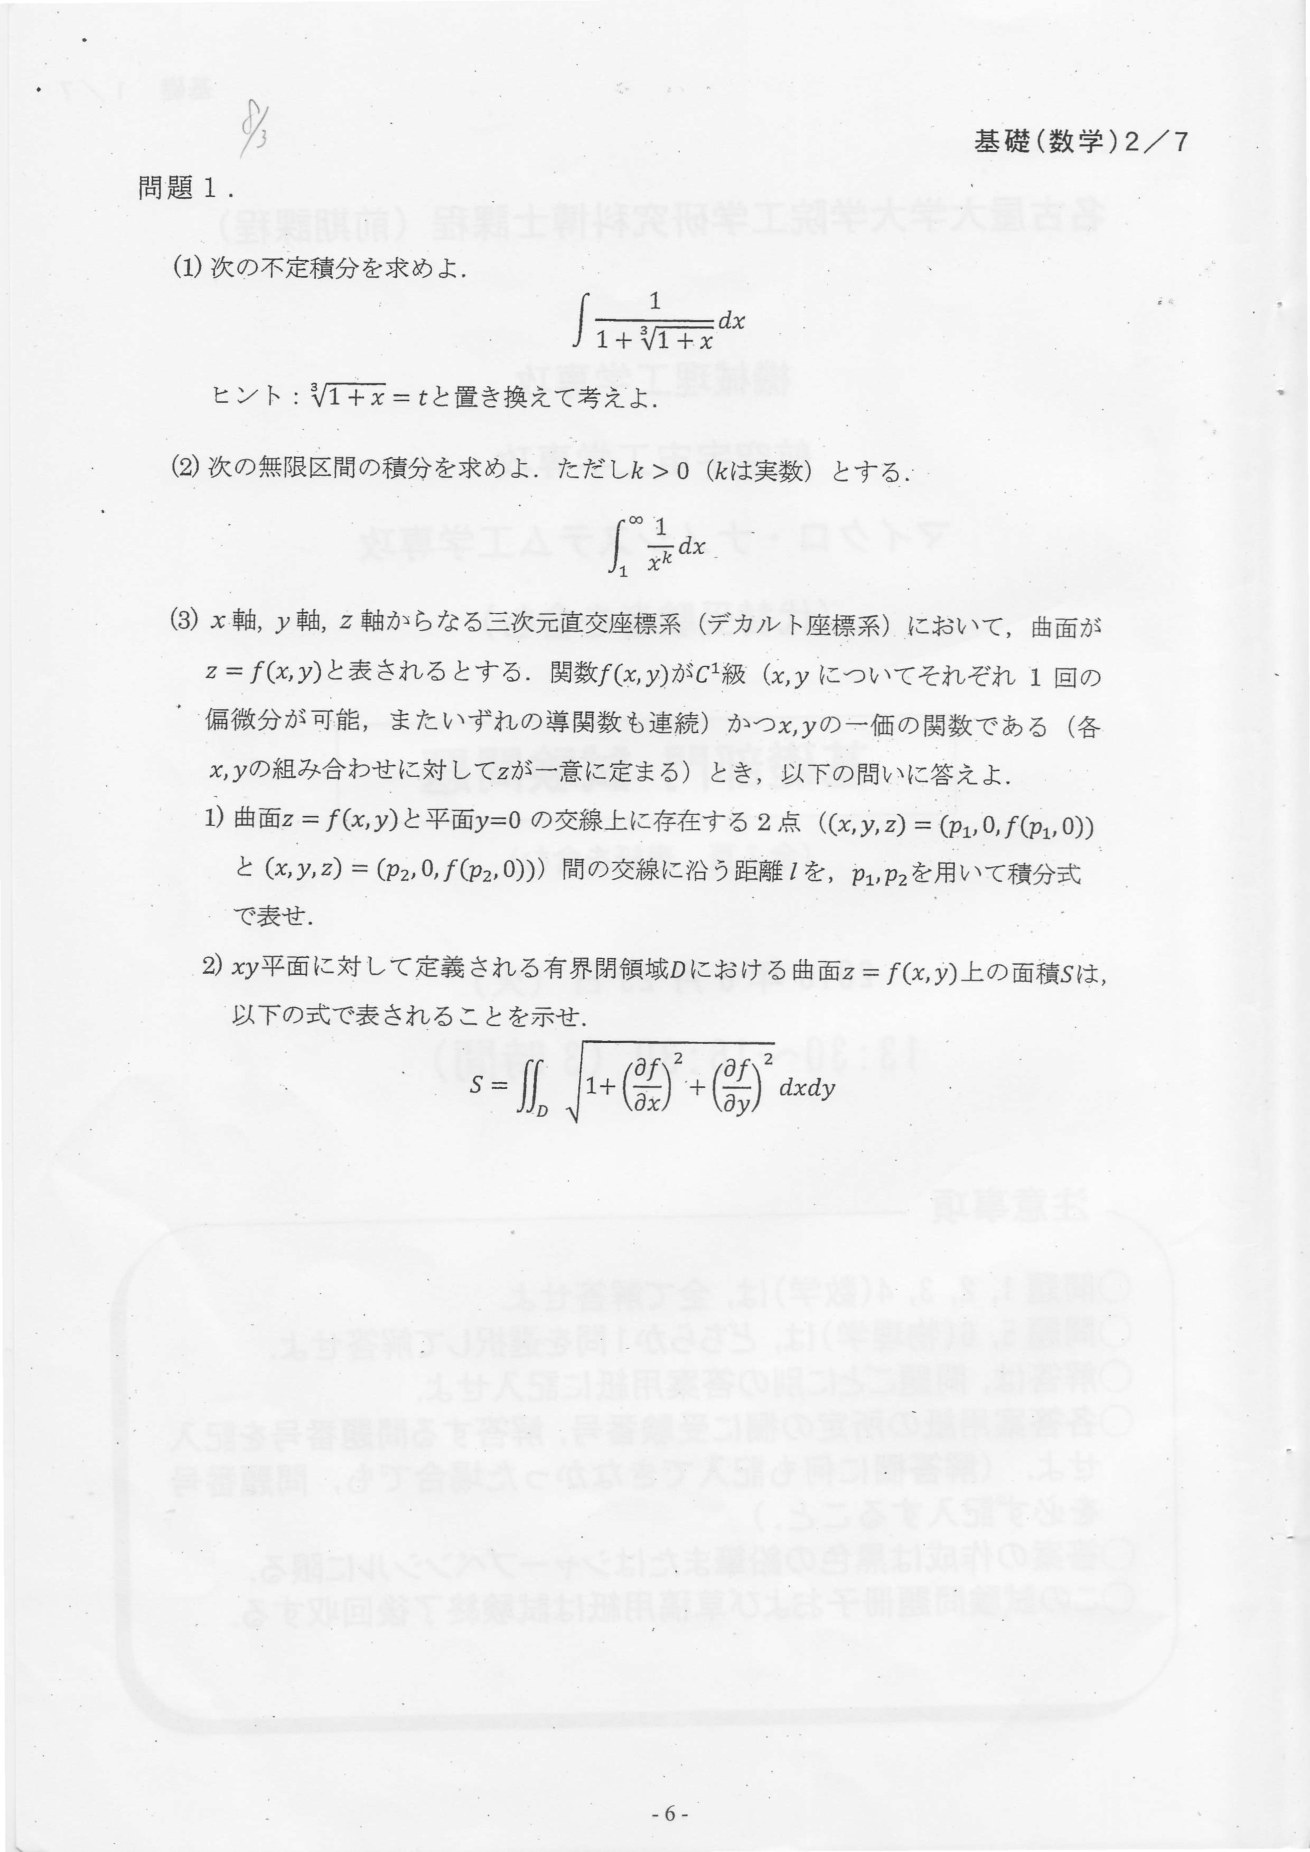 8/3
基礎(数学)2／7
問題１.
(1) 次の不定積分を求めよ.
∫ 1/(1+∛(1+x)) dx
ヒント : ∛(1+x) = tと置き換えて考えよ.
(2) 次の無限区間の積分を求めよ. ただしk > 0（kは実数）とする.
∫₁^∞ 1/x^k dx
(3) x 軸, y 軸, z 軸からなる三次元直交座標系（デカルト座標系）において, 曲面が
z = f(x,y)と表されるとする. 関数f(x,y)がC¹級（x,y についてそれぞれ 1 回の
偏微分が可能, またいずれの導関数も連続）かつx,yの一価の関数である（各
x,yの組み合わせに対してzが一意に定まる）とき, 以下の問いに答えよ.
1) 曲面z = f(x,y)と平面y=0 の交線上に存在する 2 点（(x,y,z) = (p₁,0,f(p₁,0))
と (x,y,z) = (p₂,0,f(p₂,0))）間の交線に沿う距離 l を, p₁,p₂を用いて積分式
で表せ.
2) xy平面に対して定義される有界閉領域Dにおける曲面z = f(x,y)上の面積Sは,
以下の式で表されることを示せ.
S = ∬_D √(1+(∂f/∂x)²+(∂f/∂y)²) dxdy
- 6 -